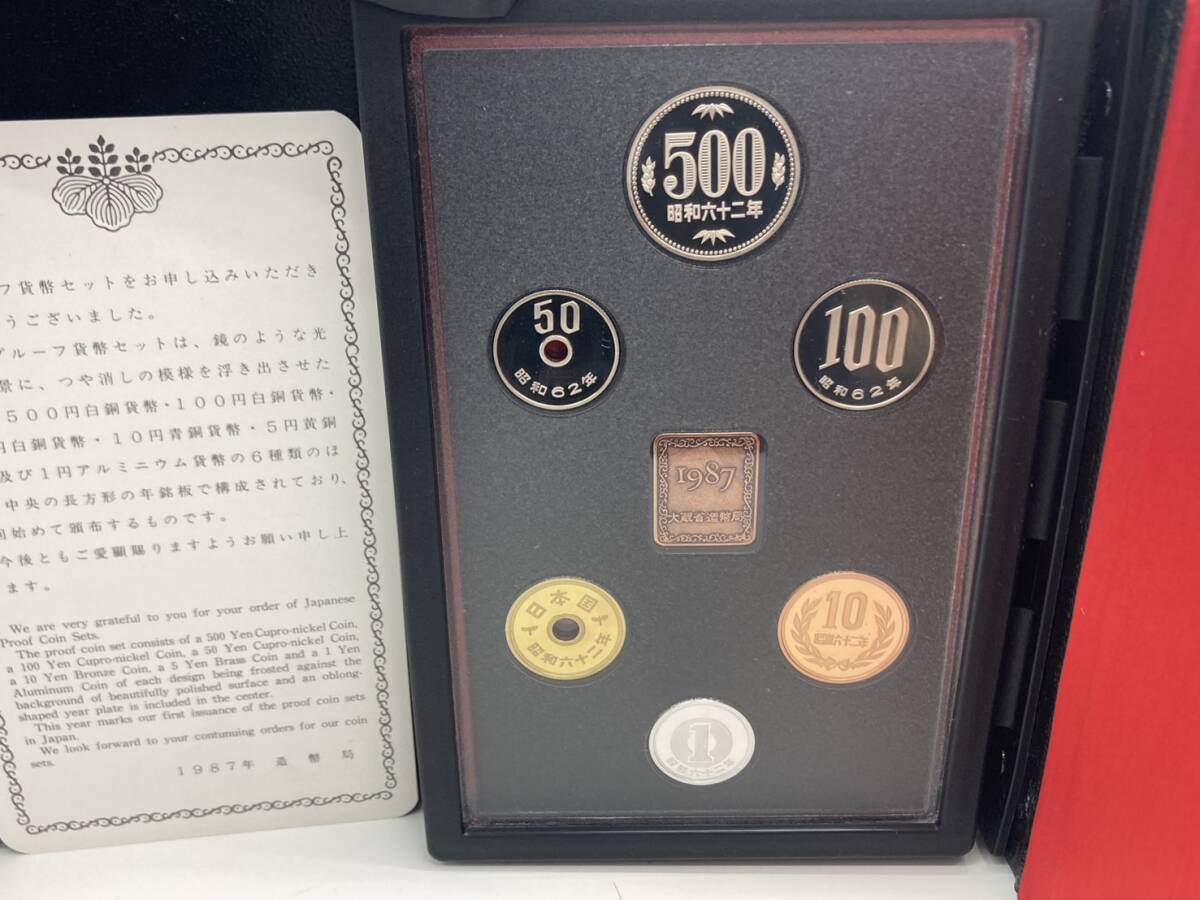 フ貨幣セットをお申し込みいただき
うございました。
プルーフ貨幣セットは、鏡のような光
景に、つや消しの模様を浮き出させた
500円白銅貨幣・100円白銅貨幣・
円白銅貨幣・10円青銅貨幣・5円黄銅
及び1円アルミニウム貨幣の6種類のほ
中央の長方形の年銘板で構成されており、
回始めて頒布するものです。
今後ともご愛顧賜りますようお願い申し上
ます。
We are very grateful to you for your order of Japanese
Proof Coin Sets.
The proof coin set consists of a 500 Yen Cupro-nickel Coin,
a 100 Yen Cupro-nickel Coin, a 50 Yen Cupro-nickel Coin,
a 10 Yen Bronze Coin, a 5 Yen Brass Coin and a 1 Yen
Aluminum Coin of each design being frosted against the
background of beautifully polished surface and an oblong-
shaped year plate is included in the center.
This year marks our first issuance of the proof coin sets
in Japan.
We look forward to your contunuing orders for our coin
sets.
1987年 造幣局
500
昭和六十二年
50
昭和62年
100
昭和62年
1987
大蔵省造幣局
日本国
昭和六十二年
10
昭和六十二年
1
昭和六十二年